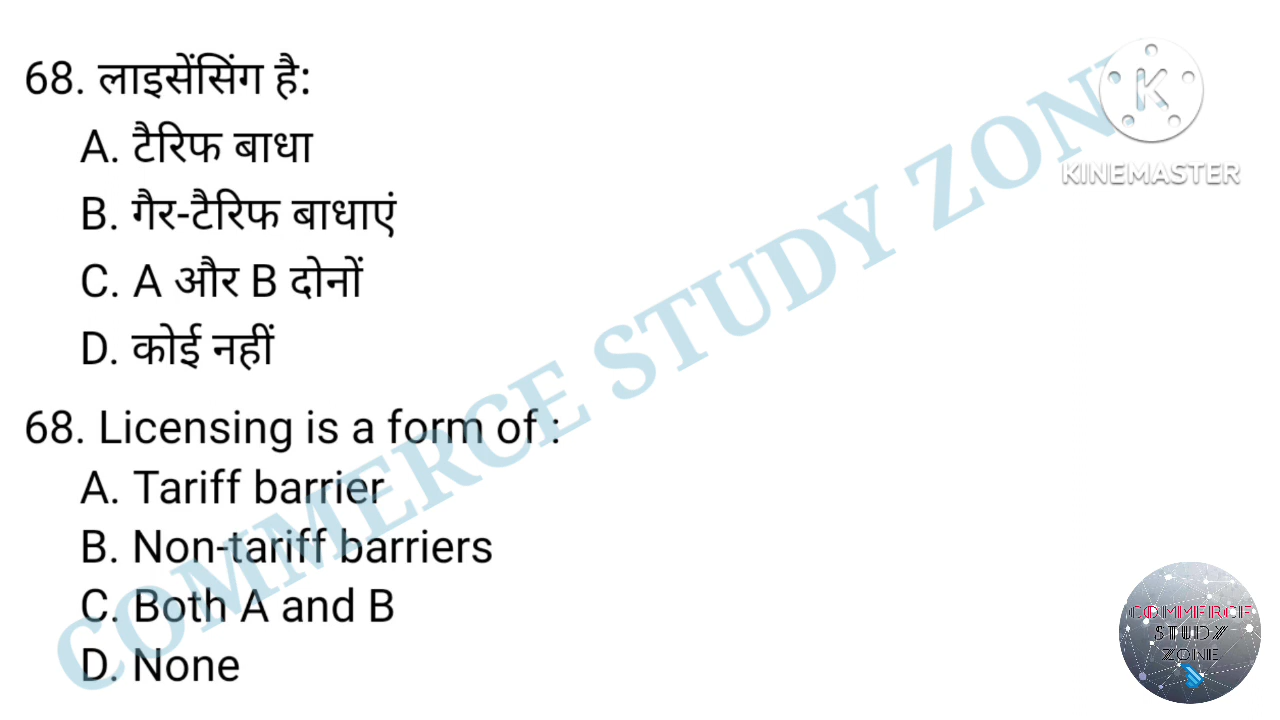 68. लाइसेंसिंग है:
A. टैरिफ बाधा
B. गैर-टैरिफ बाधाएं
C. A और B दोनों
D. कोई नहीं
68. Licensing is a form of :
A. Tariff barrier
B. Non-tariff barriers
C. Both A and B
D. None
COMMERCE STUDY ZON
K
KINEMASTER
COMMERCE
STUDY
ZONE